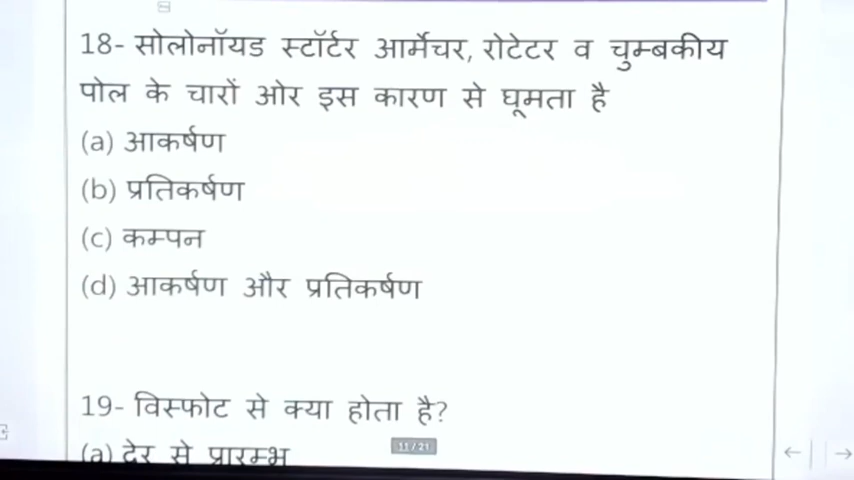 18- सोलोनॉयड स्टॉर्टर आर्मेचर, रोटेटर व चुम्बकीय
पोल के चारों ओर इस कारण से घूमता है
(a) आकर्षण
(b) प्रतिकर्षण
(c) कम्पन
(d) आकर्षण और प्रतिकर्षण
19- विस्फोट से क्या होता है?
(a) देर से प्रारम्भ
11/21